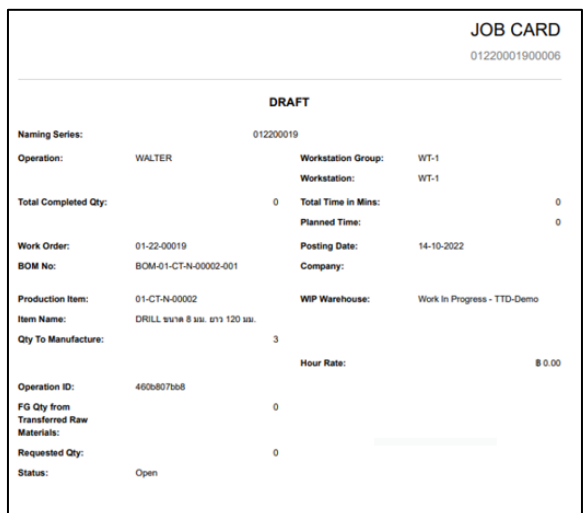 JOB CARD
01220001900006
DRAFT
Naming Series: 012200019
Operation: WALTER Workstation Group: WT-1
Workstation: WT-1
Total Completed Qty: 0 Total Time in Mins: 0
Planned Time: 0
Work Order: 01-22-00019 Posting Date: 14-10-2022
BOM No: BOM-01-CT-N-00002-001 Company:
Production Item: 01-CT-N-00002 WIP Warehouse: Work In Progress - TTD-Demo
Item Name: DRILL ขนาด 8 มม. ยาว 120 มม.
Qty To Manufacture: 3
Hour Rate: ฿ 0.00
Operation ID: 460b807bb8
FG Qty from 0
Transferred Raw
Materials:
Requested Qty: 0
Status: Open